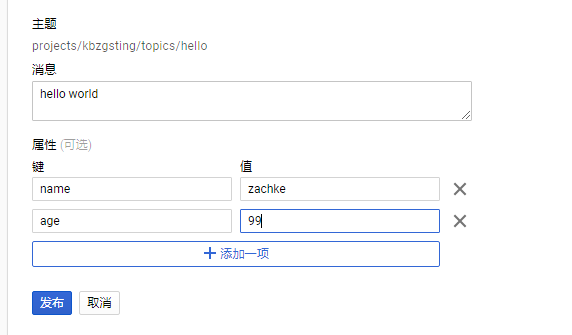 主题
projects/kbzgsting/topics/hello
消息
hello world
属性 (可选)
键 值
name zachke
age 99
添加一项
发布 取消